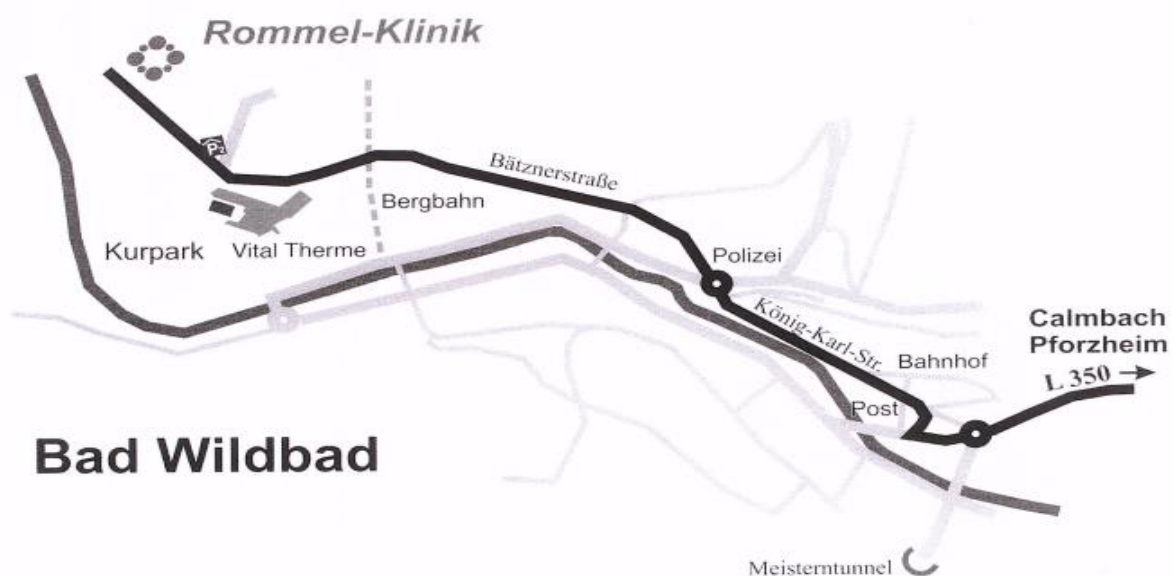 Rommel-Klinik
P
Bätznerstraße
Bergbahn
Kurpark
Vital Therme
Polizei
König-Karl-Str.
Bahnhof
Calmbach
Pforzheim
L 350
Post
Bad Wildbad
Meisterntunnel